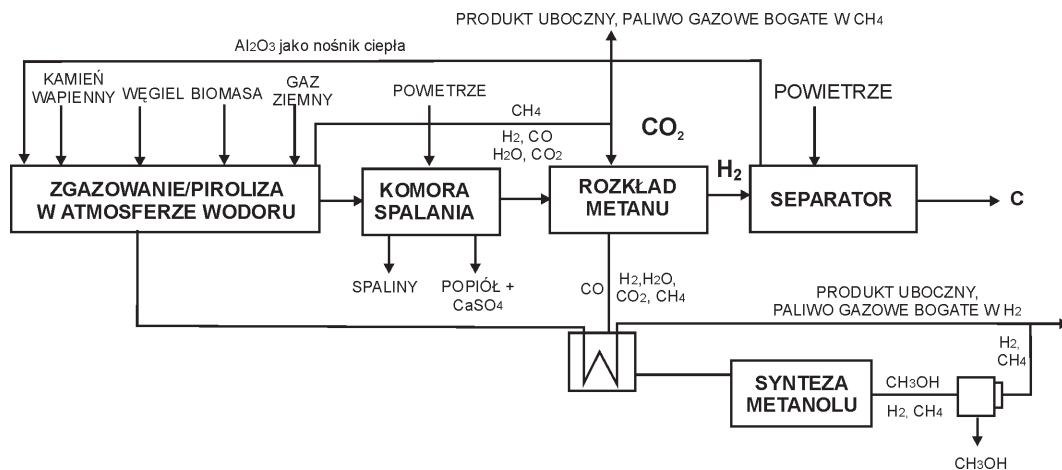 PRODUKT UBOCZNY, PALIWO GAZOWE BOGATE W CH4
Al2O3 jako nośnik ciepła
KAMIEŃ
WAPIENNY
WĘGIEL
BIOMASA
GAZ
ZIEMNY
POWIETRZE
POWIETRZE
CH4
H2, CO
H2O, CO2
CO2
H2
ZGAZOWANIE/PIROLIZA
W ATMOSFERZE WODORU
KOMORA
SPALANIA
ROZKŁAD
METANU
SEPARATOR
C
SPALINY
POPIÓŁ +
CaSO4
CO
H2,H2O,
CO2, CH4
PRODUKT UBOCZNY,
PALIWO GAZOWE BOGATE W H2
H2,
CH4
SYNTEZA
METANOLU
CH3OH
H2, CH4
CH3OH